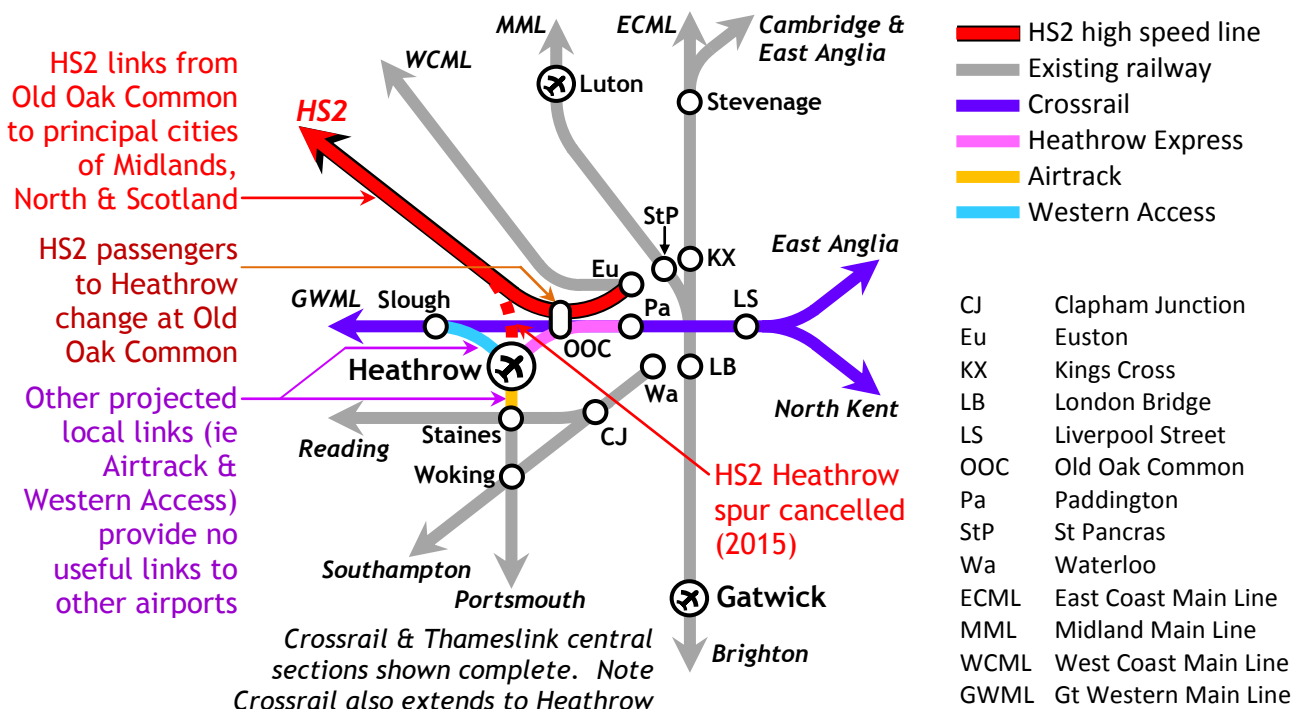 HS2 links from
Old Oak Common
to principal cities
of Midlands,
North & Scotland
HS2 passengers
to Heathrow
change at Old
Oak Common
Other projected
local links (ie
Airtrack &
Western Access)
provide no
useful links to
other airports
MML
ECML
Cambridge &
East Anglia
WCML
Luton
Stevenage
HS2
StP
KX
East Anglia
Eu
GWML
Slough
Pa
LS
OOC
Heathrow
LB
Wa
North Kent
Reading
Staines
CJ
Woking
HS2 Heathrow
spur cancelled
(2015)
Southampton
Portsmouth
Gatwick
Brighton
Crossrail & Thameslink central
sections shown complete. Note
Crossrail also extends to Heathrow
HS2 high speed line
Existing railway
Crossrail
Heathrow Express
Airtrack
Western Access
CJ Clapham Junction
Eu Euston
KX Kings Cross
LB London Bridge
LS Liverpool Street
OOC Old Oak Common
Pa Paddington
StP St Pancras
Wa Waterloo
ECML East Coast Main Line
MML Midland Main Line
WCML West Coast Main Line
GWML Gt Western Main Line